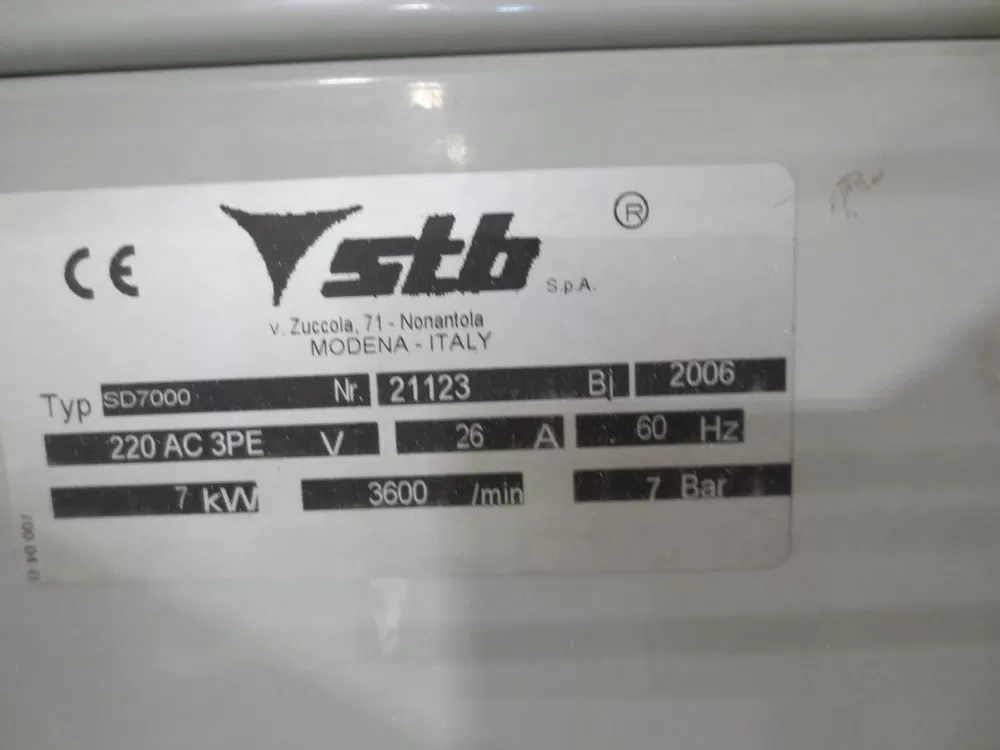 CE
stb S.p.A. ®
v. Zuccola, 71 - Nonantola
MODENA - ITALY
Typ SD7000 Nr. 21123 Bj 2006
220 AC 3PE V 26 A 60 Hz
7 kW 3600 /min 7 Bar